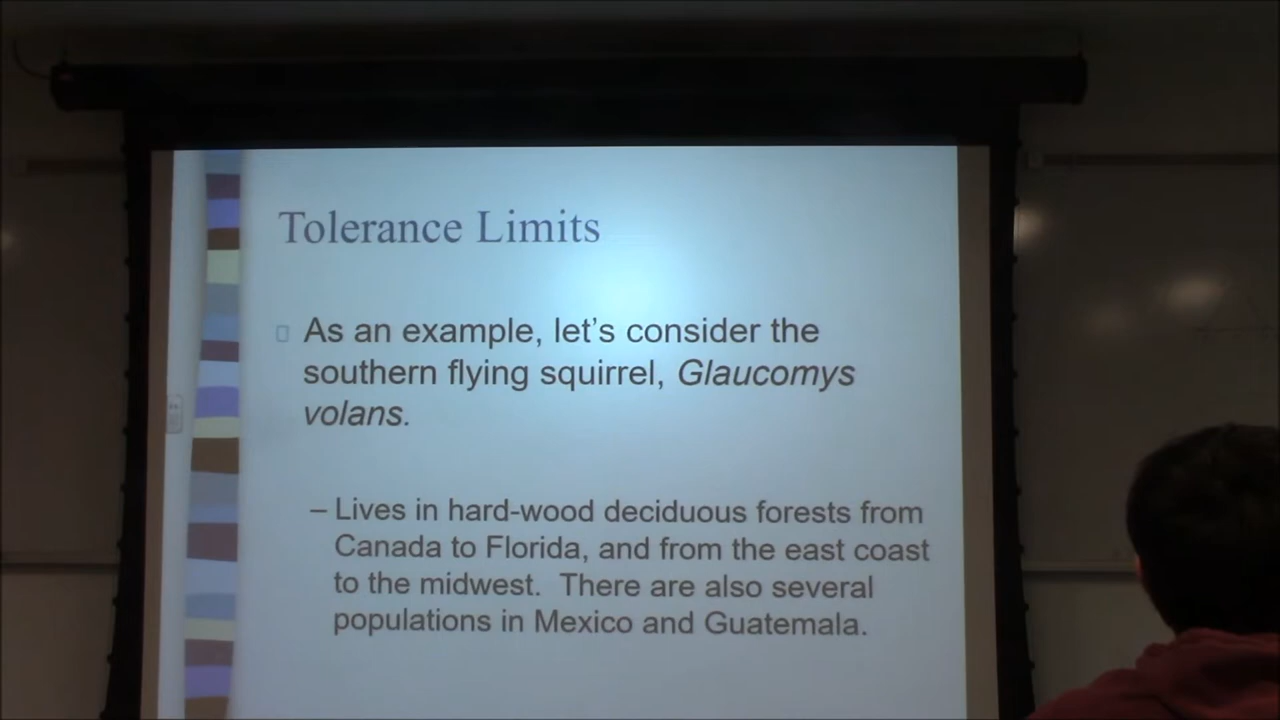 Tolerance Limits
As an example, let's consider the
southern flying squirrel, Glaucomys
volans.
– Lives in hard-wood deciduous forests from
Canada to Florida, and from the east coast
to the midwest.  There are also several
populations in Mexico and Guatemala.